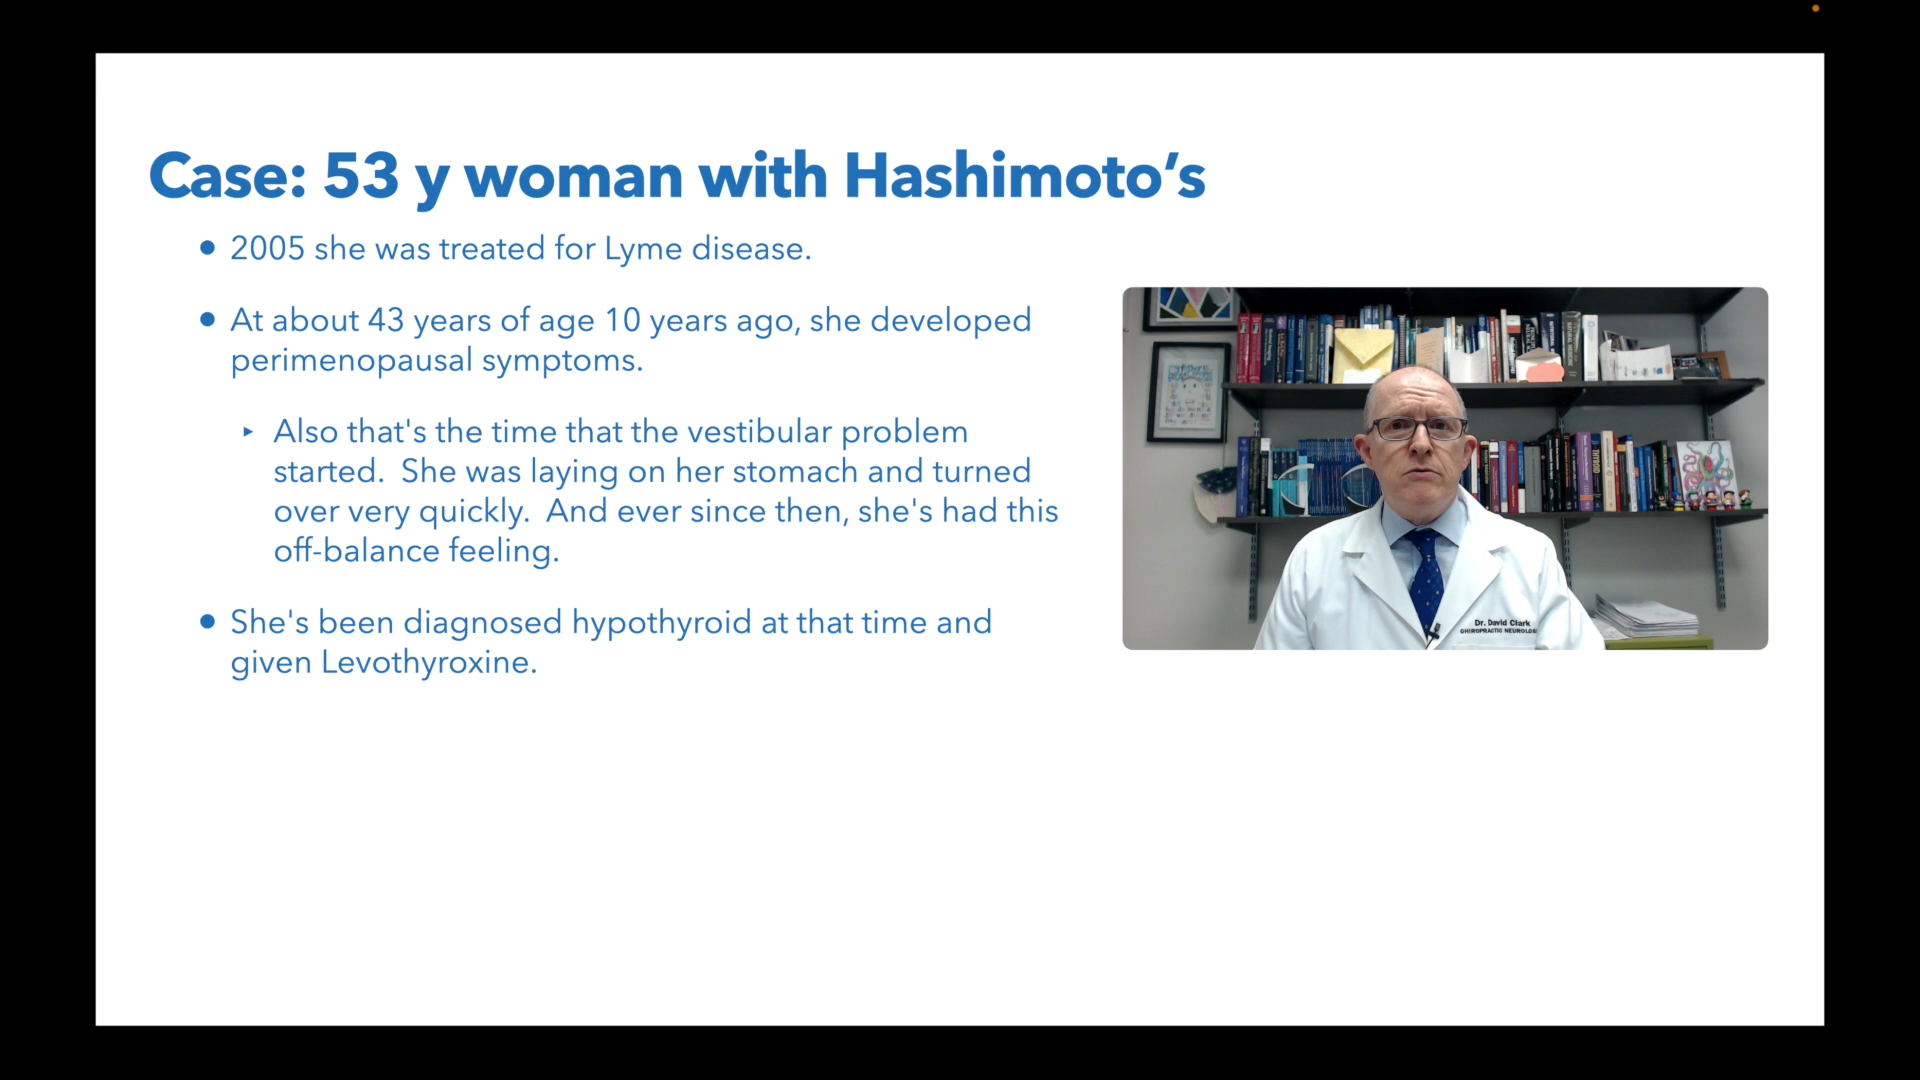 Case: 53 y woman with Hashimoto’s
• 2005 she was treated for Lyme disease.
• At about 43 years of age 10 years ago, she developed
perimenopausal symptoms.
‣ Also that's the time that the vestibular problem
started.  She was laying on her stomach and turned
over very quickly.  And ever since then, she's had this
off-balance feeling.
• She's been diagnosed hypothyroid at that time and
given Levothyroxine.
THYROID
Dr. David Clark
CHIROPRACTIC NEUROLOG